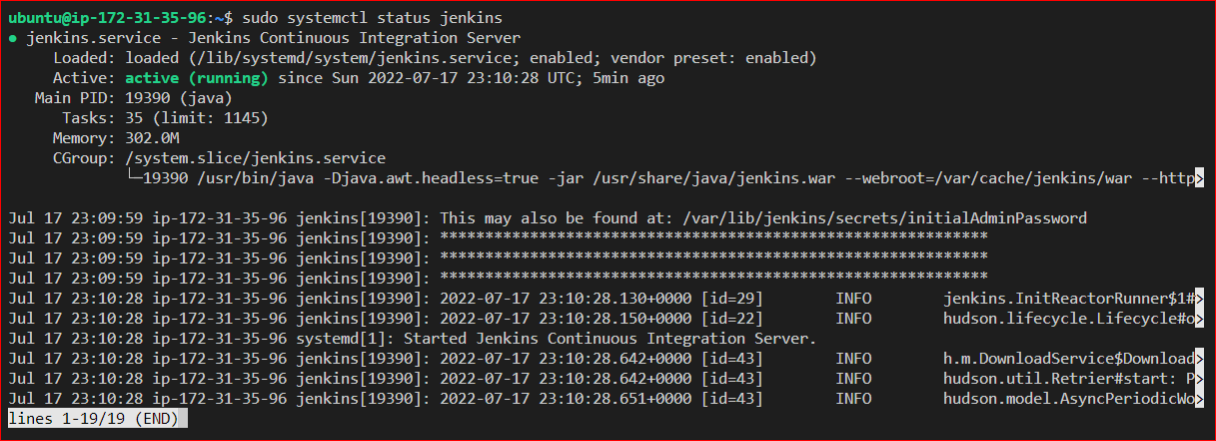 ubuntu@ip-172-31-35-96:~$ sudo systemctl status jenkins
● jenkins.service - Jenkins Continuous Integration Server
     Loaded: loaded (/lib/systemd/system/jenkins.service; enabled; vendor preset: enabled)
     Active: active (running) since Sun 2022-07-17 23:10:28 UTC; 5min ago
   Main PID: 19390 (java)
      Tasks: 35 (limit: 1145)
     Memory: 302.0M
     CGroup: /system.slice/jenkins.service
             └─19390 /usr/bin/java -Djava.awt.headless=true -jar /usr/share/java/jenkins.war --webroot=/var/cache/jenkins/war --http>
Jul 17 23:09:59 ip-172-31-35-96 jenkins[19390]: This may also be found at: /var/lib/jenkins/secrets/initialAdminPassword
Jul 17 23:09:59 ip-172-31-35-96 jenkins[19390]: *************************************************************
Jul 17 23:09:59 ip-172-31-35-96 jenkins[19390]: *************************************************************
Jul 17 23:09:59 ip-172-31-35-96 jenkins[19390]: *************************************************************
Jul 17 23:10:28 ip-172-31-35-96 jenkins[19390]: 2022-07-17 23:10:28.130+0000 [id=29]        INFO        jenkins.InitReactorRunner$1#>
Jul 17 23:10:28 ip-172-31-35-96 jenkins[19390]: 2022-07-17 23:10:28.150+0000 [id=22]        INFO        hudson.lifecycle.Lifecycle#o>
Jul 17 23:10:28 ip-172-31-35-96 systemd[1]: Started Jenkins Continuous Integration Server.
Jul 17 23:10:28 ip-172-31-35-96 jenkins[19390]: 2022-07-17 23:10:28.642+0000 [id=43]        INFO        h.m.DownloadService$Download>
Jul 17 23:10:28 ip-172-31-35-96 jenkins[19390]: 2022-07-17 23:10:28.642+0000 [id=43]        INFO        hudson.util.Retrier#start: P>
Jul 17 23:10:28 ip-172-31-35-96 jenkins[19390]: 2022-07-17 23:10:28.651+0000 [id=43]        INFO        hudson.model.AsyncPeriodicWo>
lines 1-19/19 (END)